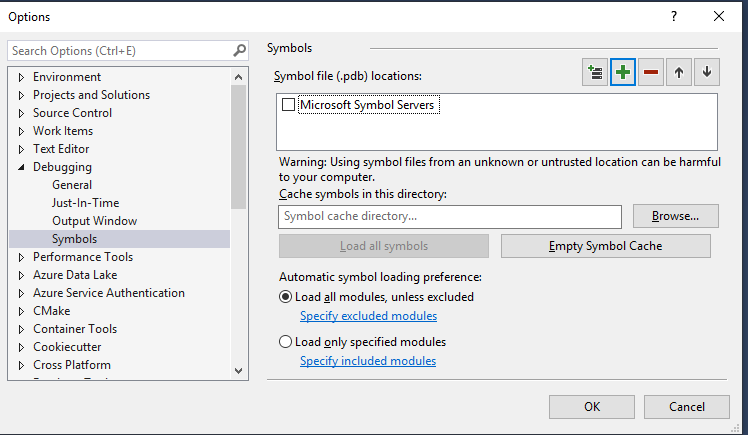 Options
Search Options (Ctrl+E)
Environment
Projects and Solutions
Source Control
Work Items
Text Editor
Debugging
General
Just-In-Time
Output Window
Symbols
Performance Tools
Azure Data Lake
Azure Service Authentication
CMake
Container Tools
Cookiecutter
Cross Platform
Symbols
Symbol file (.pdb) locations:
Microsoft Symbol Servers
Warning: Using symbol files from an unknown or untrusted location can be harmful
to your computer.
Cache symbols in this directory:
Symbol cache directory...
Browse...
Load all symbols
Empty Symbol Cache
Automatic symbol loading preference:
Load all modules, unless excluded
Specify excluded modules
Load only specified modules
Specify included modules
OK
Cancel